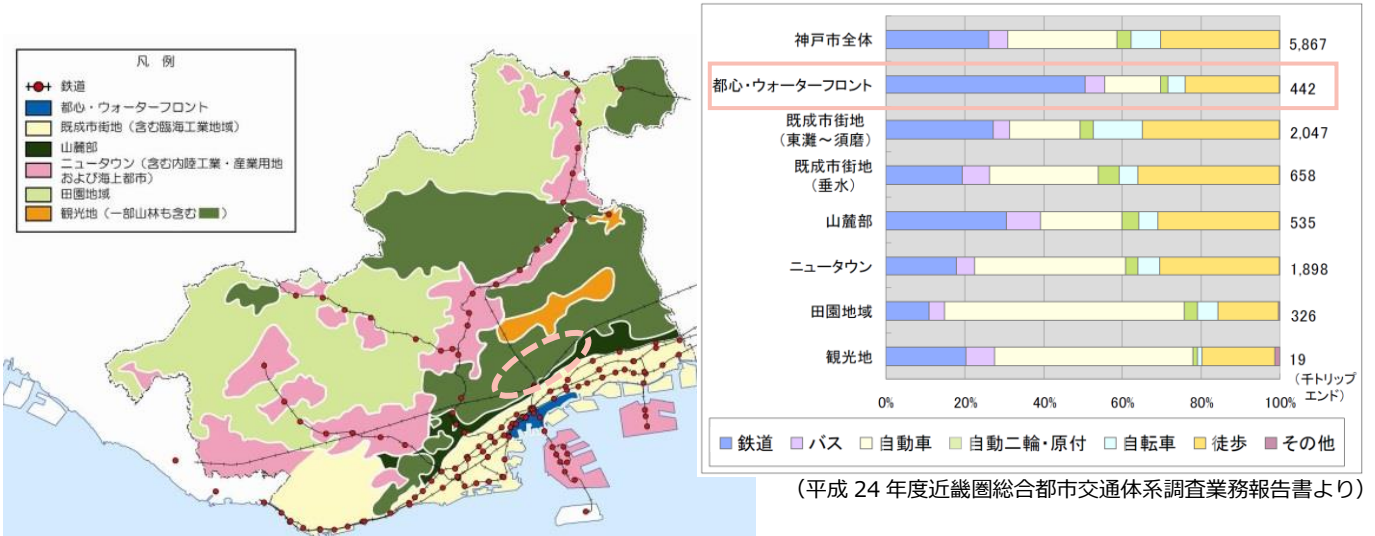 凡 例
鉄道
都心・ウォーターフロント
既成市街地（含む臨海工業地域）
山麓部
ニュータウン（含む内陸工業・産業用地
および海上都市）
田園地域
観光地（一部山林も含む　）
神戸市全体
5,867
都心・ウォーターフロント
442
既成市街地
（東灘～須磨）
2,047
既成市街地
（垂水）
658
山麓部
535
ニュータウン
1,898
田園地域
326
観光地
19
（千トリップ
エンド）
0% 20% 40% 60% 80% 100%
鉄道 バス 自動車 自動二輪・原付 自転車 徒歩 その他
（平成 24 年度近畿圏総合都市交通体系調査業務報告書より）